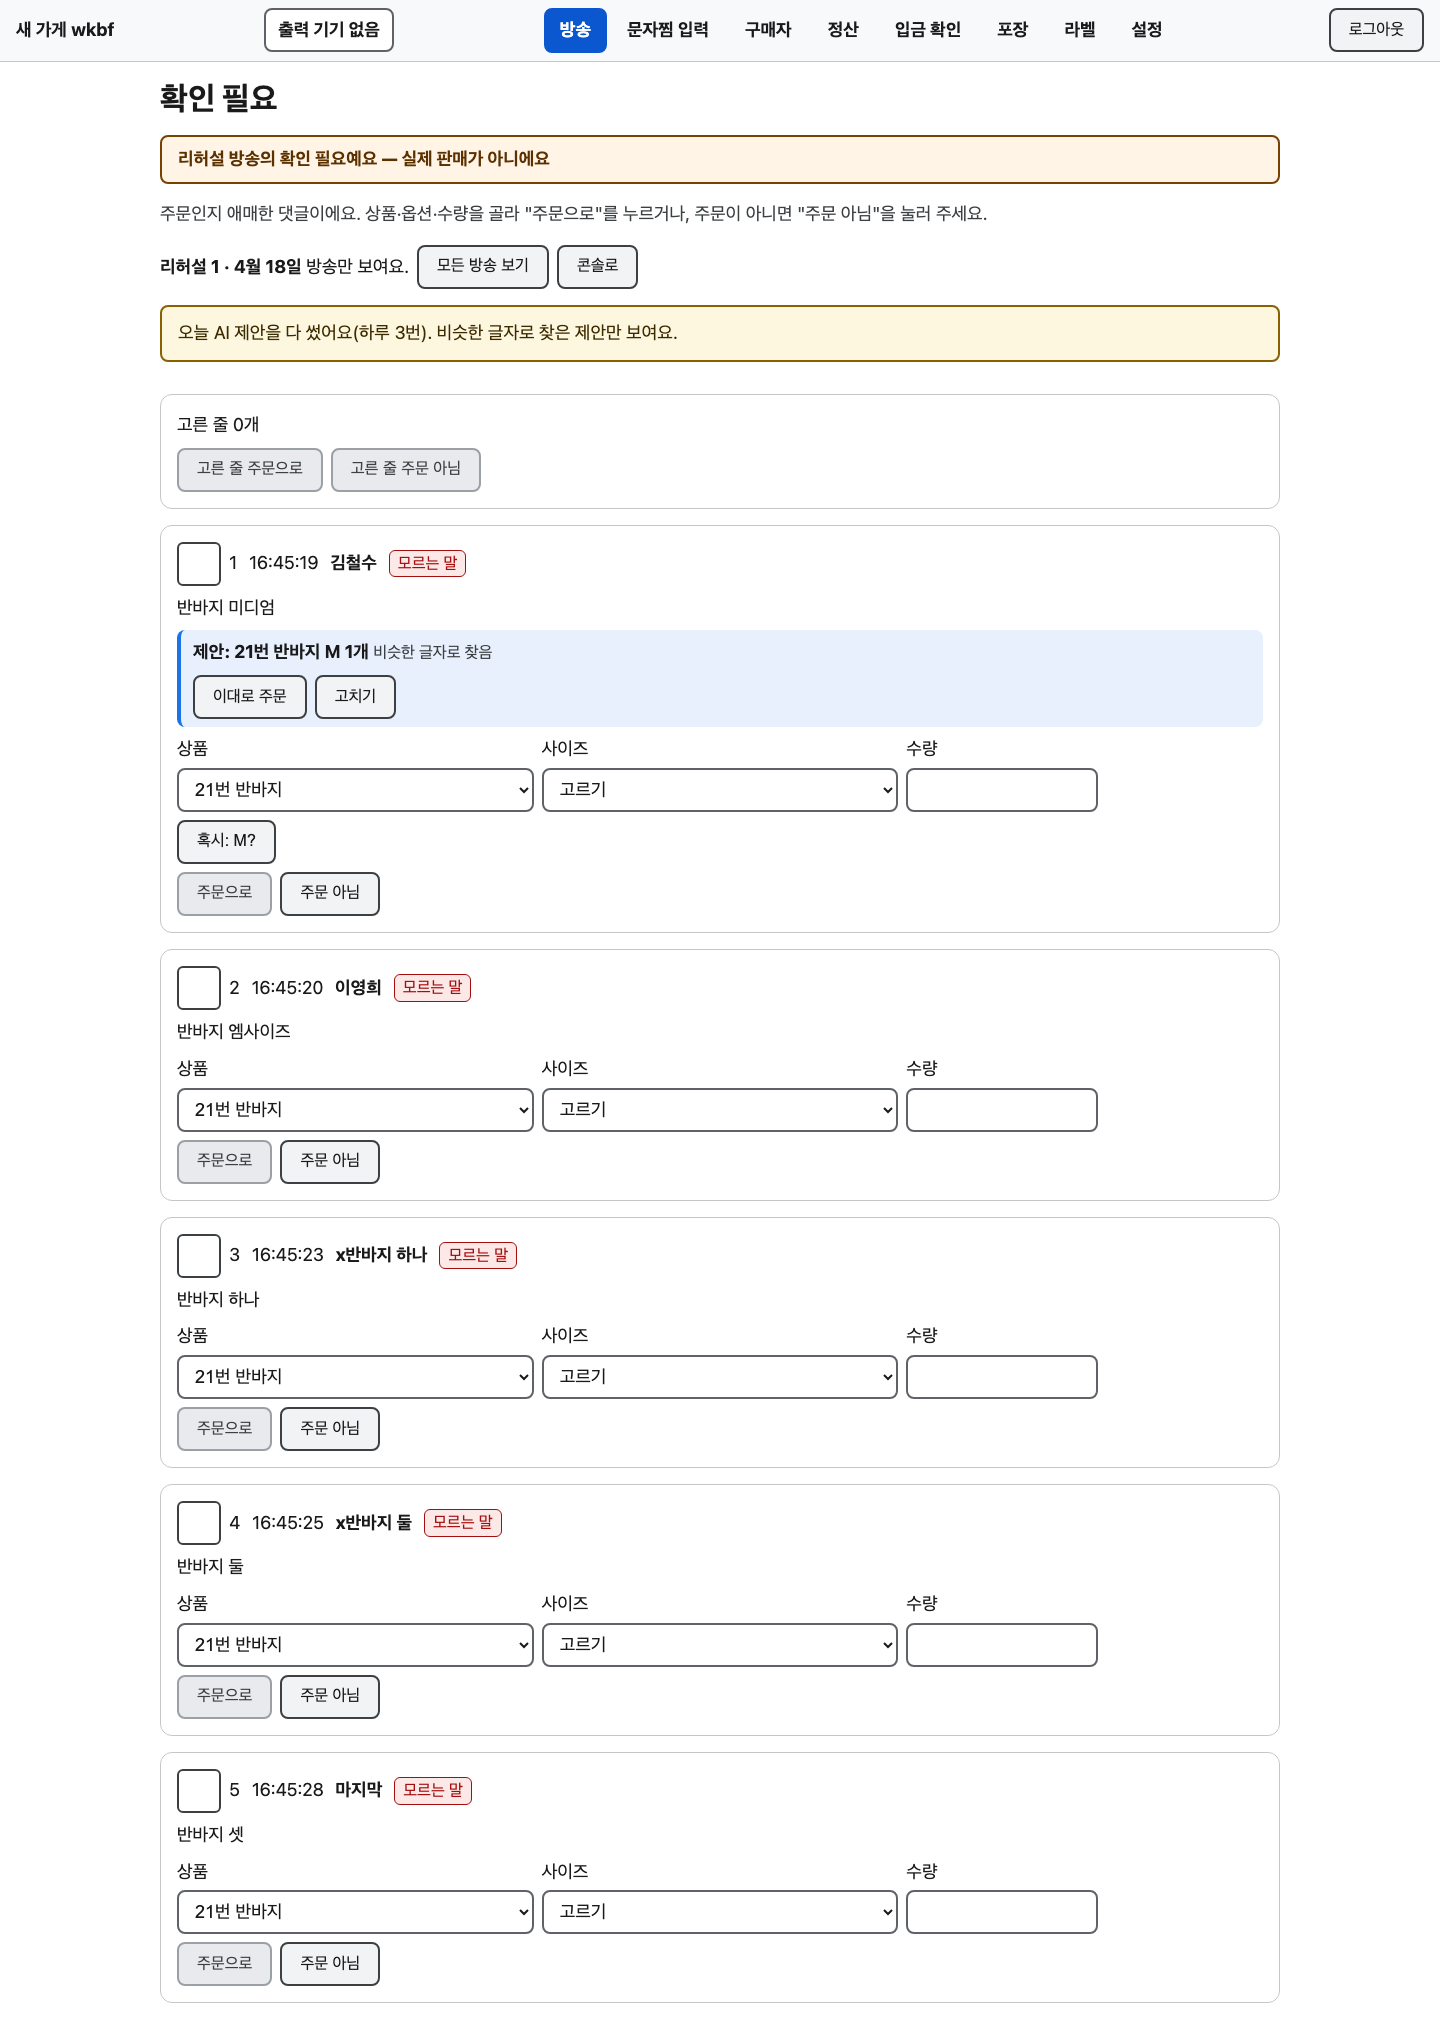 새 가게 wkbf 출력 기기 없음 방송 문자찜 입력 구매자 정산 입금 확인 포장 라벨 설정 로그아웃
확인 필요
리허설 방송의 확인 필요예요 — 실제 판매가 아니에요
주문인지 애매한 댓글이에요. 상품·옵션·수량을 골라 "주문으로"를 누르거나, 주문이 아니면 "주문 아님"을 눌러 주세요.
리허설 1 · 4월 18일 방송만 보여요. 모든 방송 보기 콘솔로
오늘 AI 제안을 다 썼어요(하루 3번). 비슷한 글자로 찾은 제안만 보여요.
고른 줄 0개
고른 줄 주문으로 고른 줄 주문 아님
1 16:45:19 김철수 모르는 말
반바지 미디엄
제안: 21번 반바지 M 1개 비슷한 글자로 찾음
이대로 주문 고치기
상품 사이즈 수량
21번 반바지 고르기
혹시: M?
주문으로 주문 아님
2 16:45:20 이영희 모르는 말
반바지 엠사이즈
상품 사이즈 수량
21번 반바지 고르기
주문으로 주문 아님
3 16:45:23 x반바지 하나 모르는 말
반바지 하나
상품 사이즈 수량
21번 반바지 고르기
주문으로 주문 아님
4 16:45:25 x반바지 둘 모르는 말
반바지 둘
상품 사이즈 수량
21번 반바지 고르기
주문으로 주문 아님
5 16:45:28 마지막 모르는 말
반바지 셋
상품 사이즈 수량
21번 반바지 고르기
주문으로 주문 아님